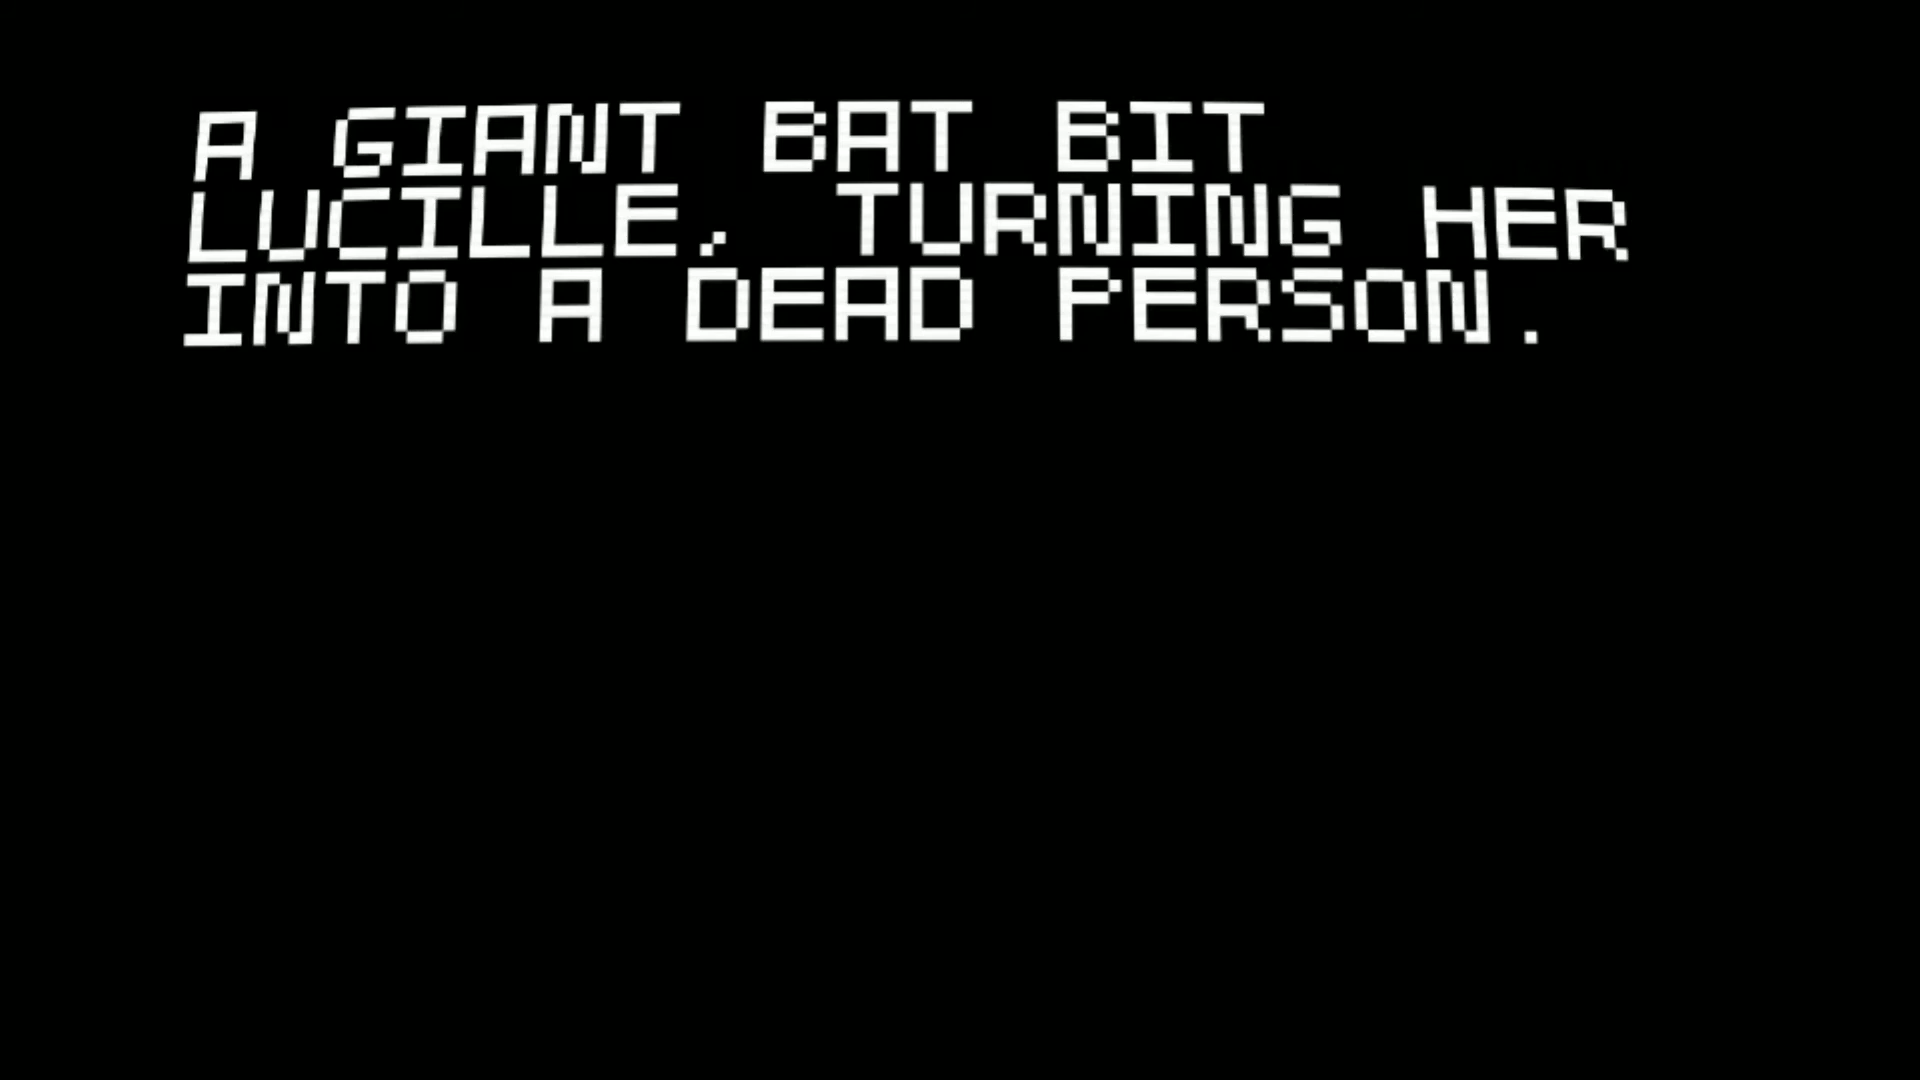 A GIANT BAT BIT
LUCILLE, TURNING HER
INTO A DEAD PERSON.